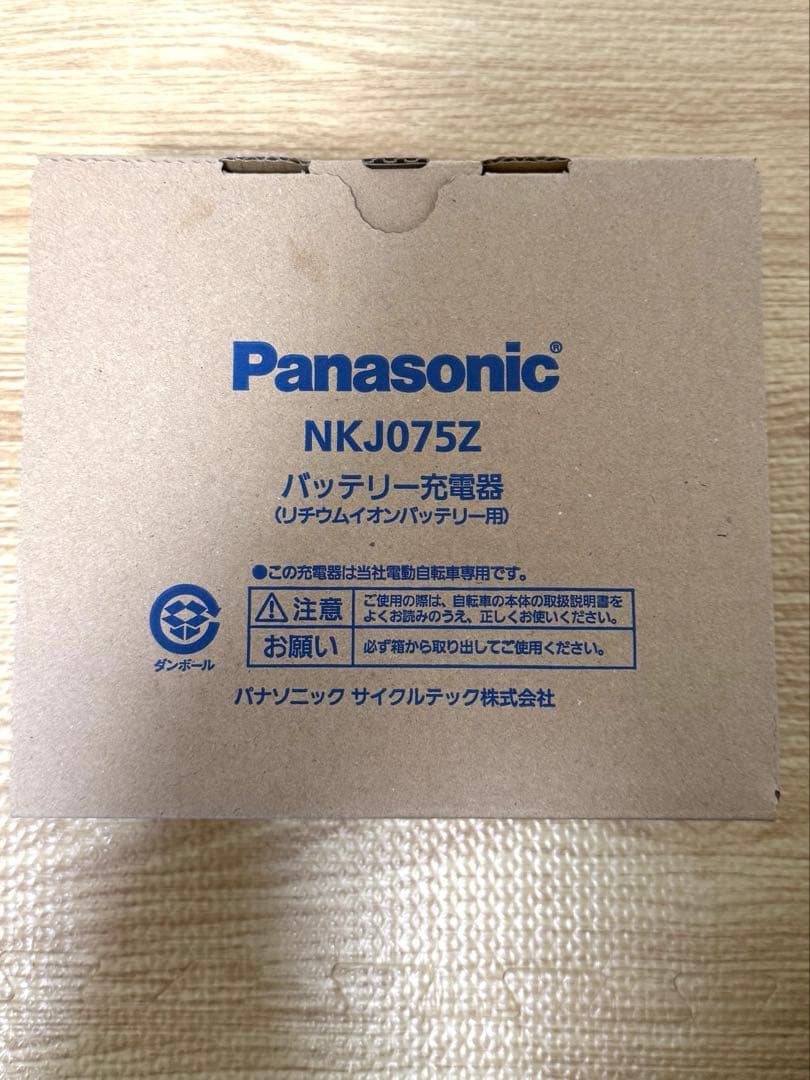 Panasonic®
NKJ075Z
バッテリー充電器
(リチウムイオンバッテリー用)
●この充電器は当社電動自転車専用です。
⚠注意 ご使用の際は、自転車の本体の取扱説明書を
よくお読みのうえ、正しくお使いください。
お願い 必ず箱から取り出してご使用ください。
ダンボール
パナソニック サイクルテック株式会社